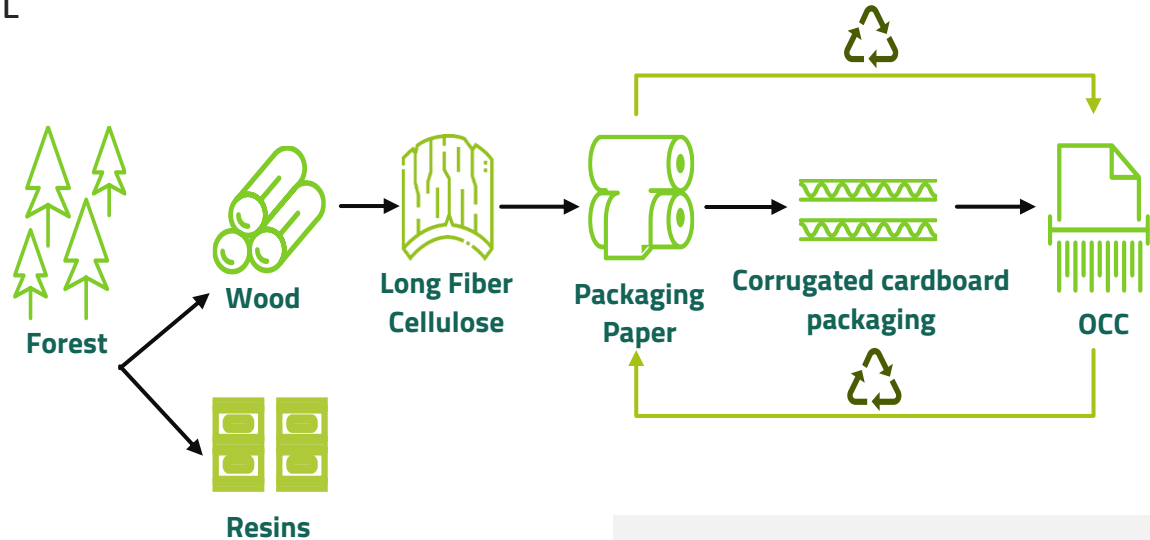 L
Forest
Wood
Resins
Long Fiber
Cellulose
Packaging
Paper
Corrugated cardboard
packaging
OCC